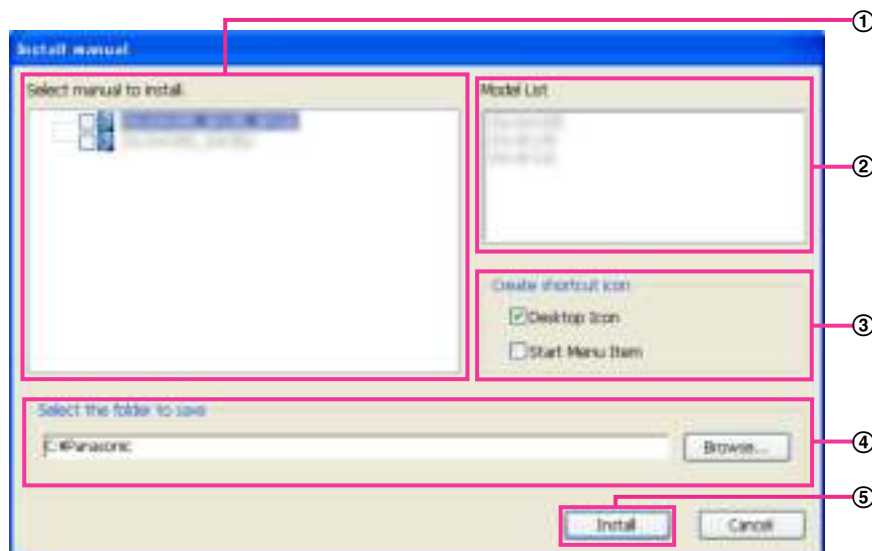 ①
Install manual
Select manual to install
Model List
②
Create shortcut icon
③
Desktop Icon
Start Menu Item
Select the folder to save
C:¥Panasonic
Browse...
④
⑤
Install
Cancel